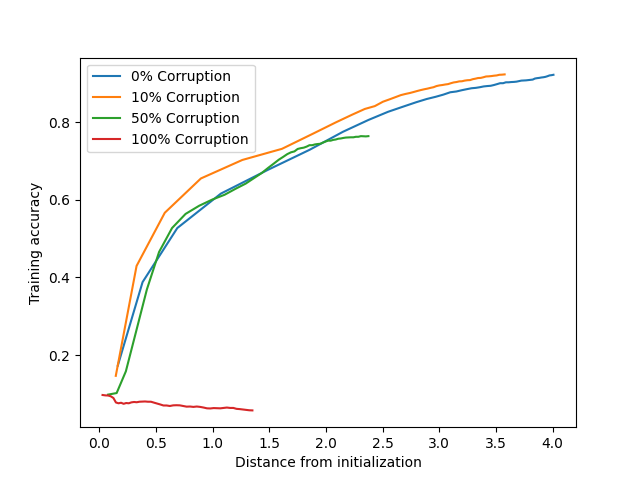 0% Corruption
10% Corruption
50% Corruption
100% Corruption
Training accuracy
0.8
0.6
0.4
0.2
0.0 0.5 1.0 1.5 2.0 2.5 3.0 3.5 4.0
Distance from initialization